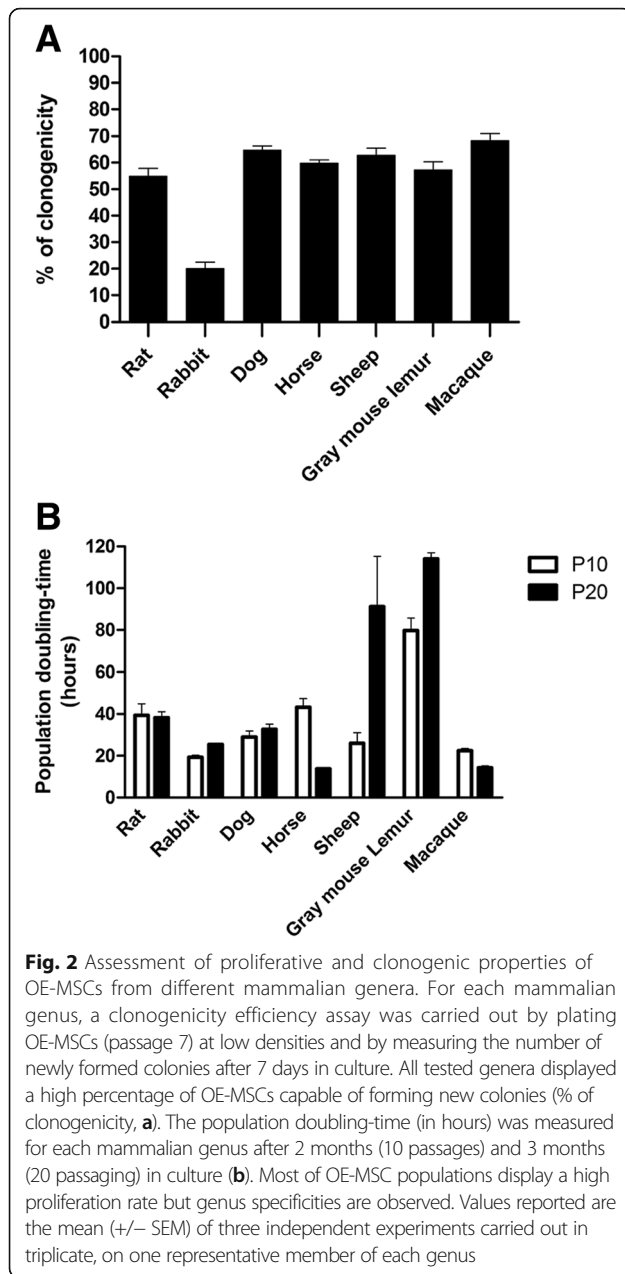 A
% of clonogenicity
100
90
80
70
60
50
40
30
20
10
0
Rat
Rabbit
Dog
Horse
Sheep
Gray mouse lemur
Macaque
B
Population doubling-time
(hours)
120
100
80
60
40
20
0
P10
P20
Rat
Rabbit
Dog
Horse
Sheep
Gray mouse Lemur
Macaque
Fig. 2 Assessment of proliferative and clonogenic properties of
OE-MSCs from different mammalian genera. For each mammalian
genus, a clonogenicity efficiency assay was carried out by plating
OE-MSCs (passage 7) at low densities and by measuring the number of
newly formed colonies after 7 days in culture. All tested genera displayed
a high percentage of OE-MSCs capable of forming new colonies (% of
clonogenicity, a). The population doubling-time (in hours) was measured
for each mammalian genus after 2 months (10 passages) and 3 months
(20 passaging) in culture (b). Most of OE-MSC populations display a high
proliferation rate but genus specificities are observed. Values reported are
the mean (+/− SEM) of three independent experiments carried out in
triplicate, on one representative member of each genus